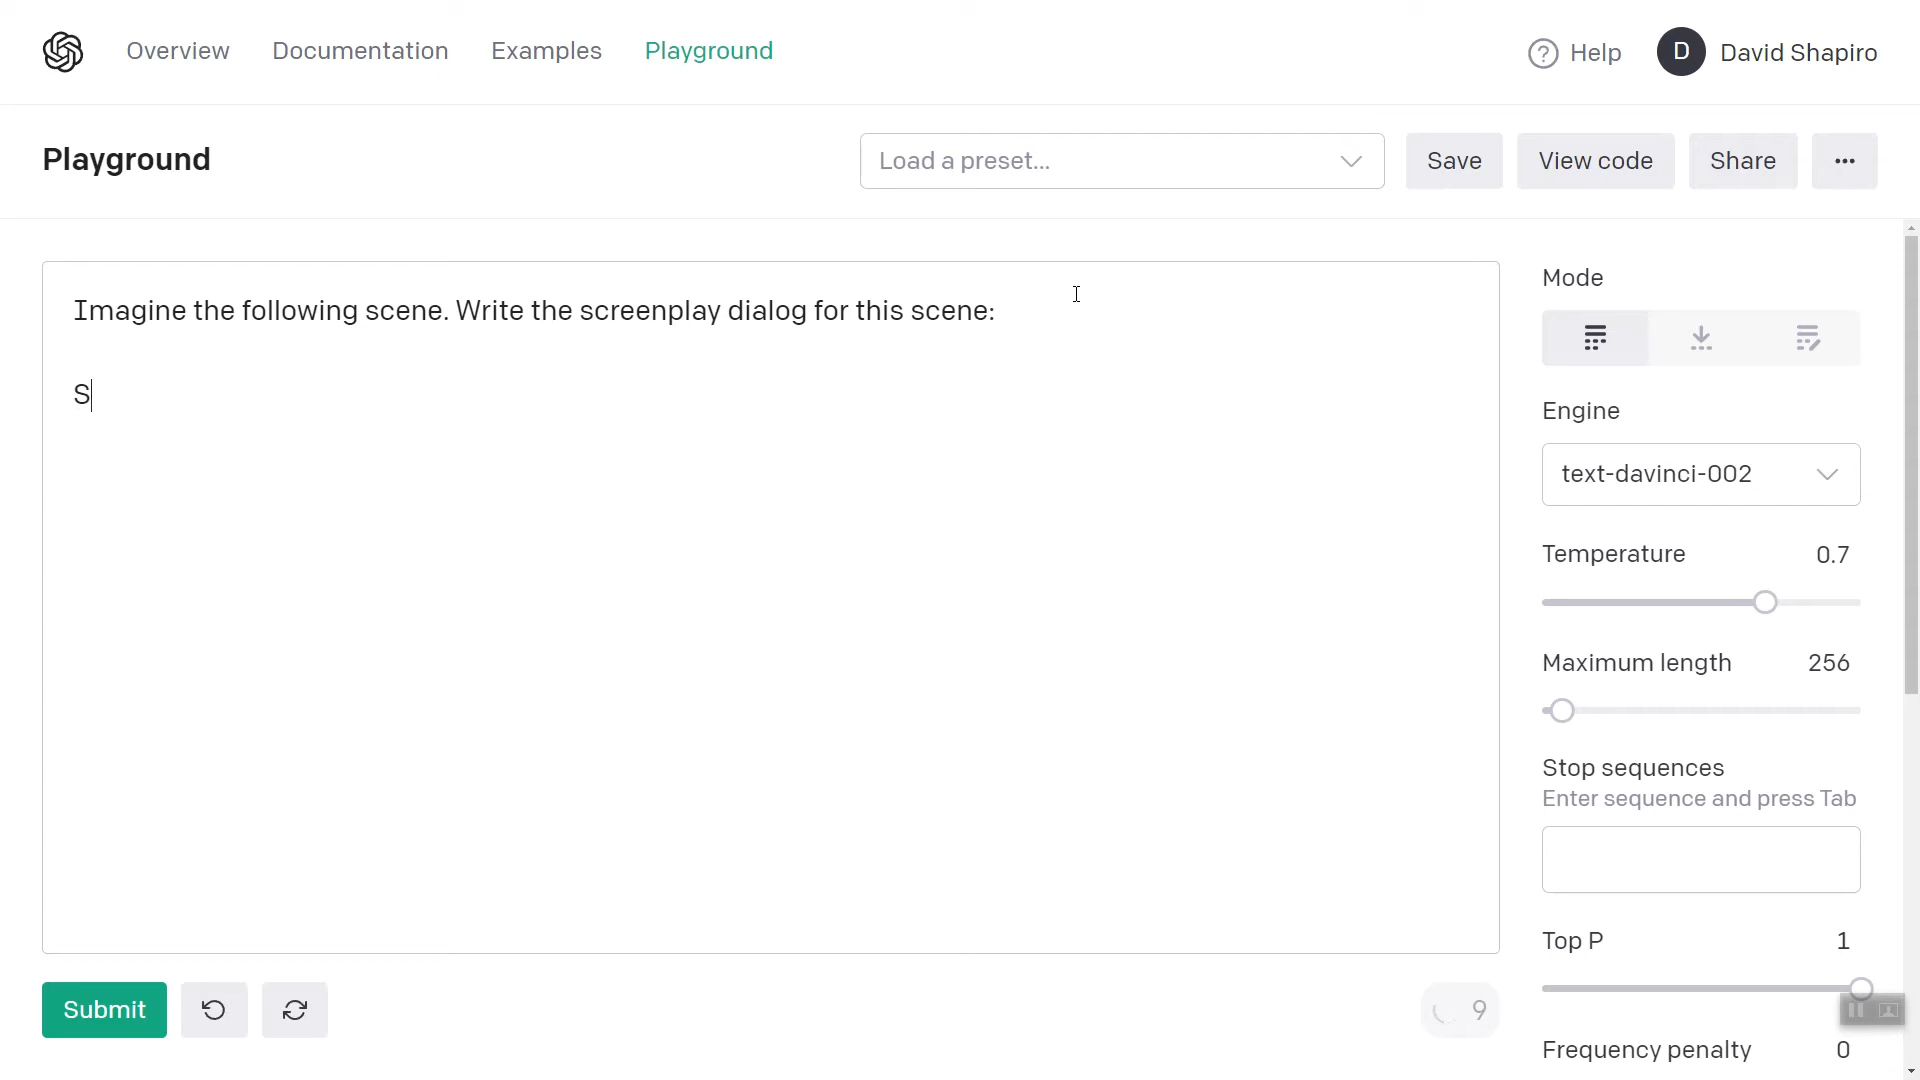 Overview Documentation Examples Playground Help D David Shapiro
Playground Load a preset... Save View code Share
Imagine the following scene. Write the screenplay dialog for this scene:
S
Mode
Engine
text-davinci-002
Temperature 0.7
Maximum length 256
Stop sequences
Enter sequence and press Tab
Top P 1
Frequency penalty 0
Submit 9